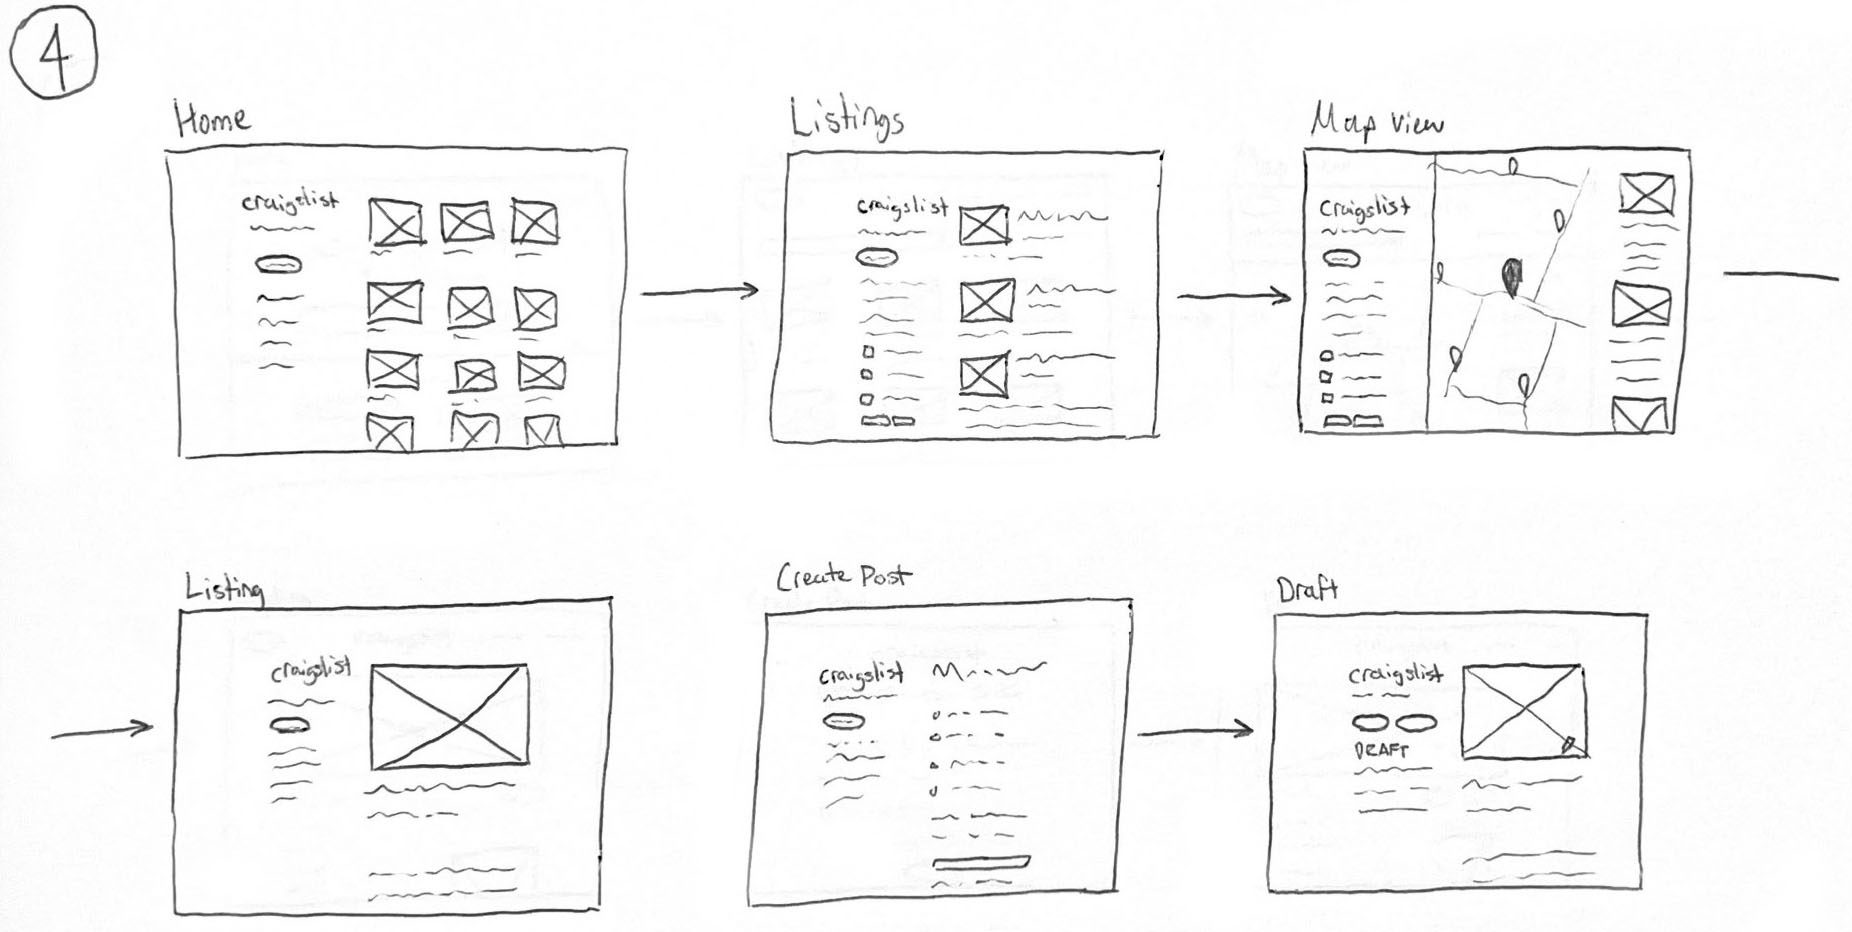 4
Home
craigslist
Listings
craigslist
Map view
craigslist
Listing
craigslist
Create Post
craigslist
Draft
craigslist
DRAFT